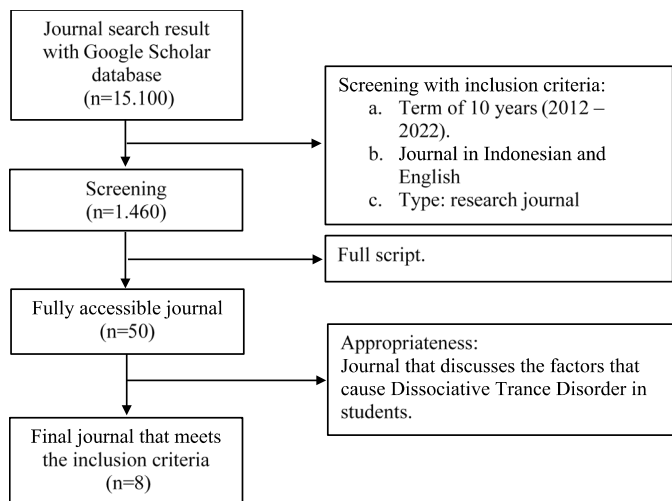 Journal search result
with Google Scholar
database
(n=15.100)
Screening with inclusion criteria:
a. Term of 10 years (2012 –
2022).
b. Journal in Indonesian and
English
c. Type: research journal
Screening
(n=1.460)
Full script.
Fully accessible journal
(n=50)
Appropriateness:
Journal that discusses the factors that
cause Dissociative Trance Disorder in
students.
Final journal that meets
the inclusion criteria
(n=8)